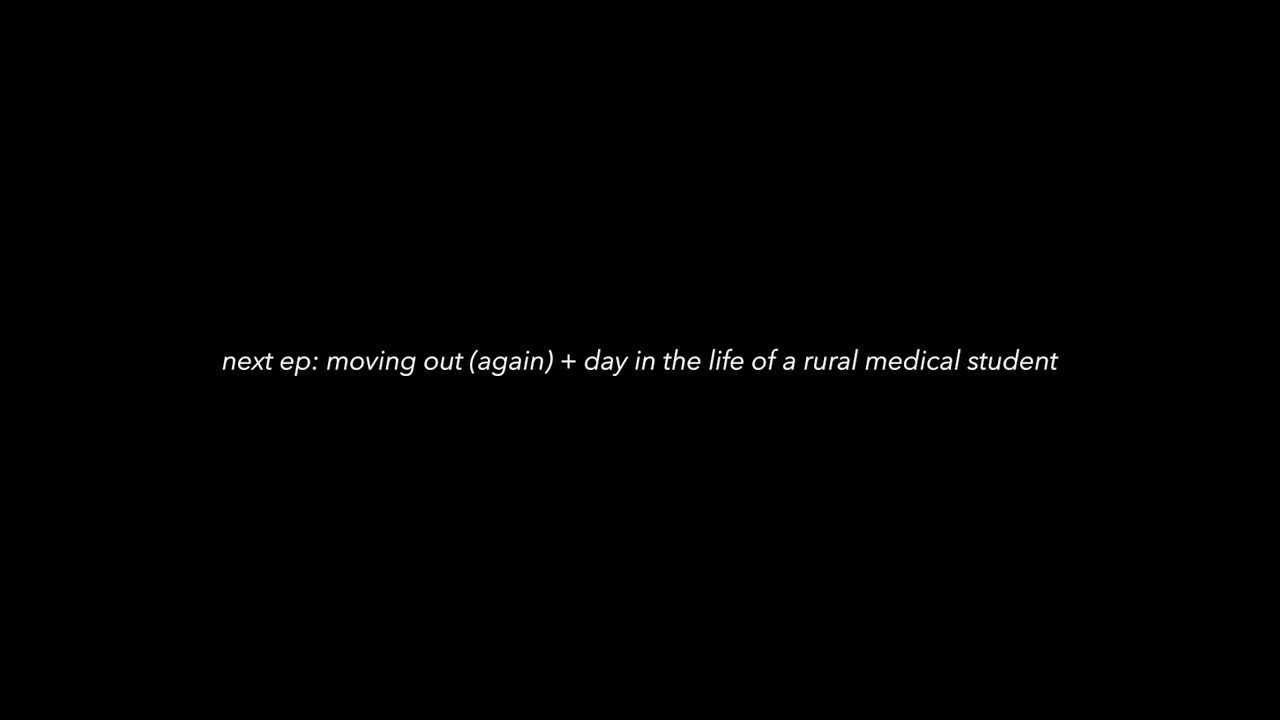 next ep: moving out (again) + day in the life of a rural medical student